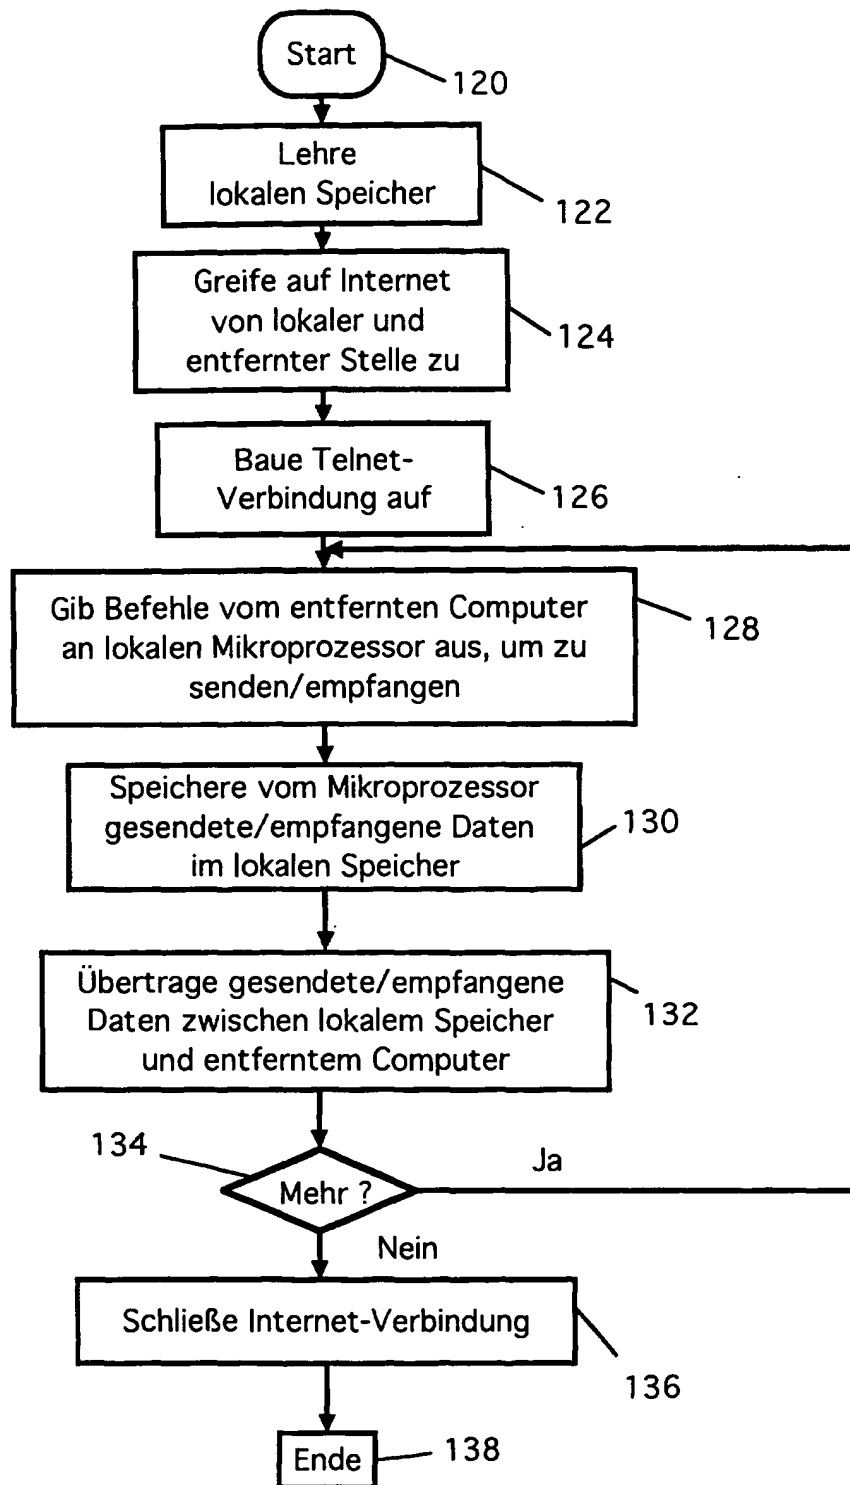 Start
120
Lehre
lokalen Speicher
122
Greife auf Internet
von lokaler und
entfernter Stelle zu
124
Baue Telnet-
Verbindung auf
126
Gib Befehle vom entfernten Computer
an lokalen Mikroprozessor aus, um zu
senden/empfangen
128
Speichere vom Mikroprozessor
gesendete/empfangene Daten
im lokalen Speicher
130
Übertrage gesendete/empfangene
Daten zwischen lokalem Speicher
und entferntem Computer
132
134
Mehr ?
Ja
Nein
Schließe Internet-Verbindung
136
Ende
138